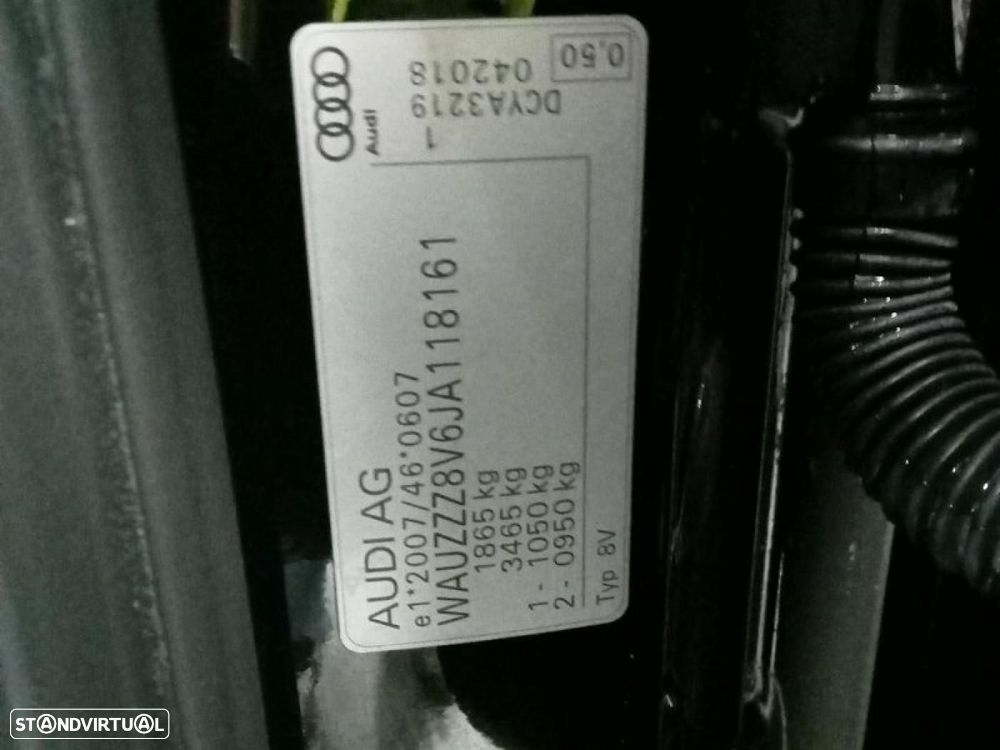 AUDI AG
e1*2007/46*0607
WAUZZZ8V6JA118161
1865 kg
3465 kg
1 - 1050 kg
2 - 0950 kg
Typ 8V
Audi
1
DCYA3219
042018
0,50
STANDVIRTUAL